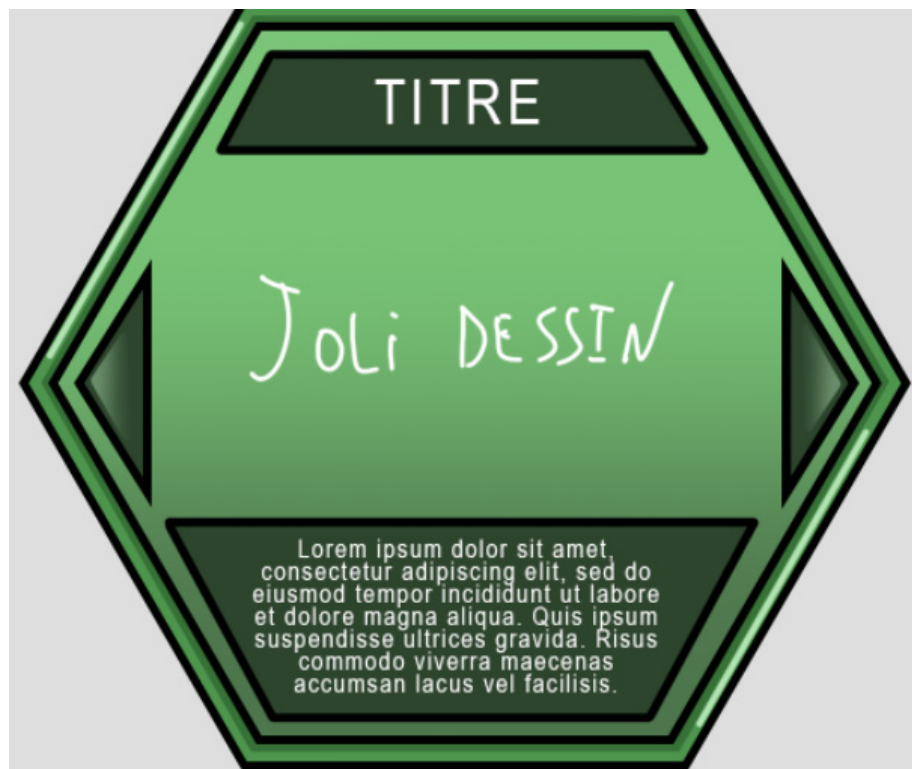 TITRE
JOLi DESSIN
Lorem ipsum dolor sit amet,
consectetur adipiscing elit, sed do
eiusmod tempor incididunt ut labore
et dolore magna aliqua. Quis ipsum
suspendisse ultrices gravida. Risus
commodo viverra maecenas
accumsan lacus vel facilisis.